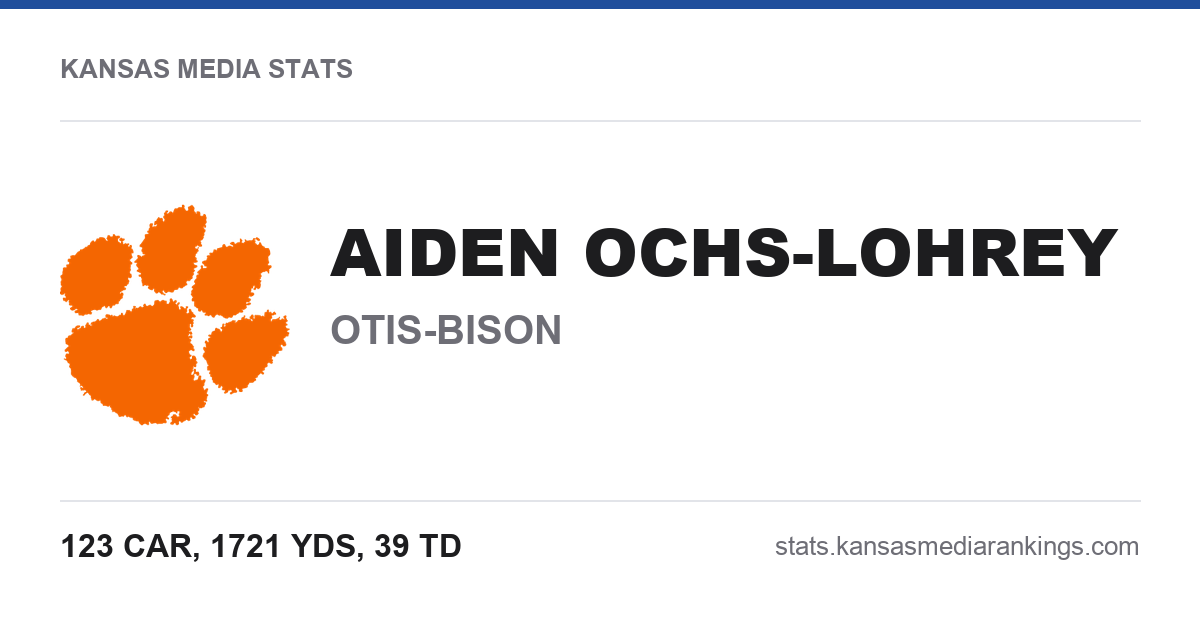 KANSAS MEDIA STATS
AIDEN OCHS-LOHREY
OTIS-BISON
123 CAR, 1721 YDS, 39 TD
stats.kansasmediarankings.com